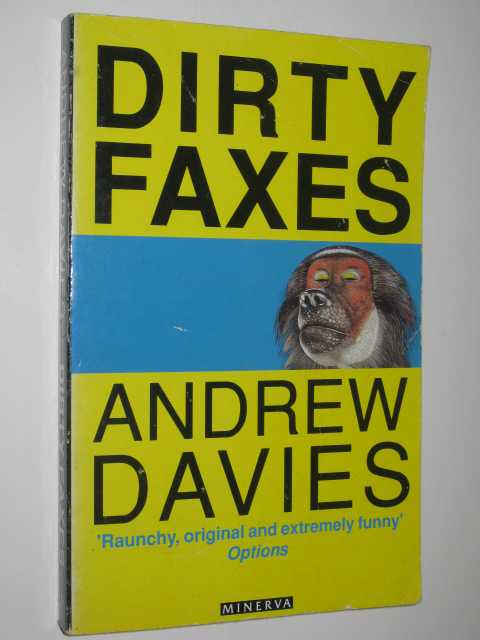 DIRTY
FAXES
ANDREW
DAVIES
'Raunchy, original and extremely funny'
Options
MINERVA